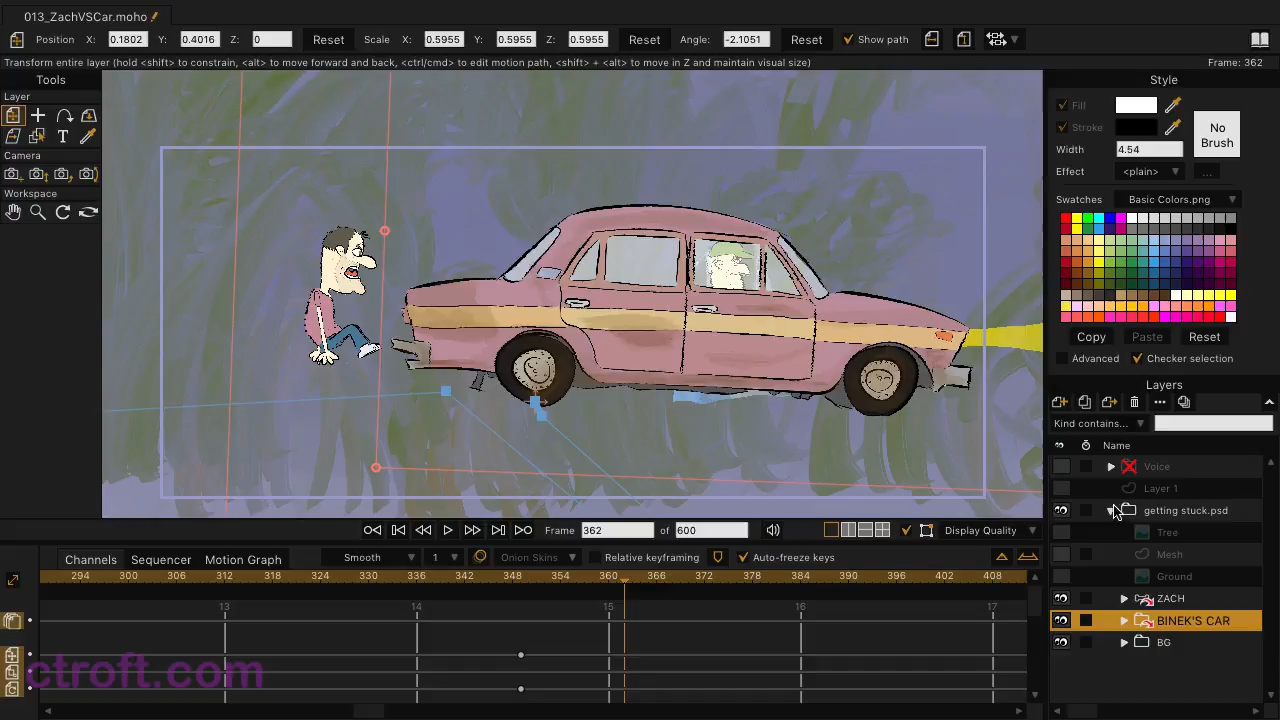 013_ZachVSCar.moho
Position X: 0.1802 Y: 0.4016 Z: 0 Reset Scale X: 0.5955 Y: 0.5955 Z: 0.5955 Reset Angle: -2.1051 Reset Show path
Transform entire layer (hold <shift> to constrain, <alt> to move forward and back, <ctrl/cmd> to edit motion path, <shift> + <alt> to move in Z and maintain visual size) Frame: 362
Tools
Layer
Camera
Workspace
Style
Fill
Stroke
No
Brush
Width 4.54
Effect <plain> ...
Swatches Basic Colors.png
Copy Paste Reset
Advanced Checker selection
Layers
Kind contains...
Name
Voice
Layer 1
getting stuck.psd
Tree
Mesh
Ground
ZACH
BINEK'S CAR
BG
Frame 362 of 600 Display Quality
Channels Sequencer Motion Graph Smooth 1 Onion Skins Relative keyframing Auto-freeze keys
294 300 306 312 318 324 330 336 342 348 354 360 366 372 378 384 390 396 402 408
13 14 15 16 17
ctroft.com